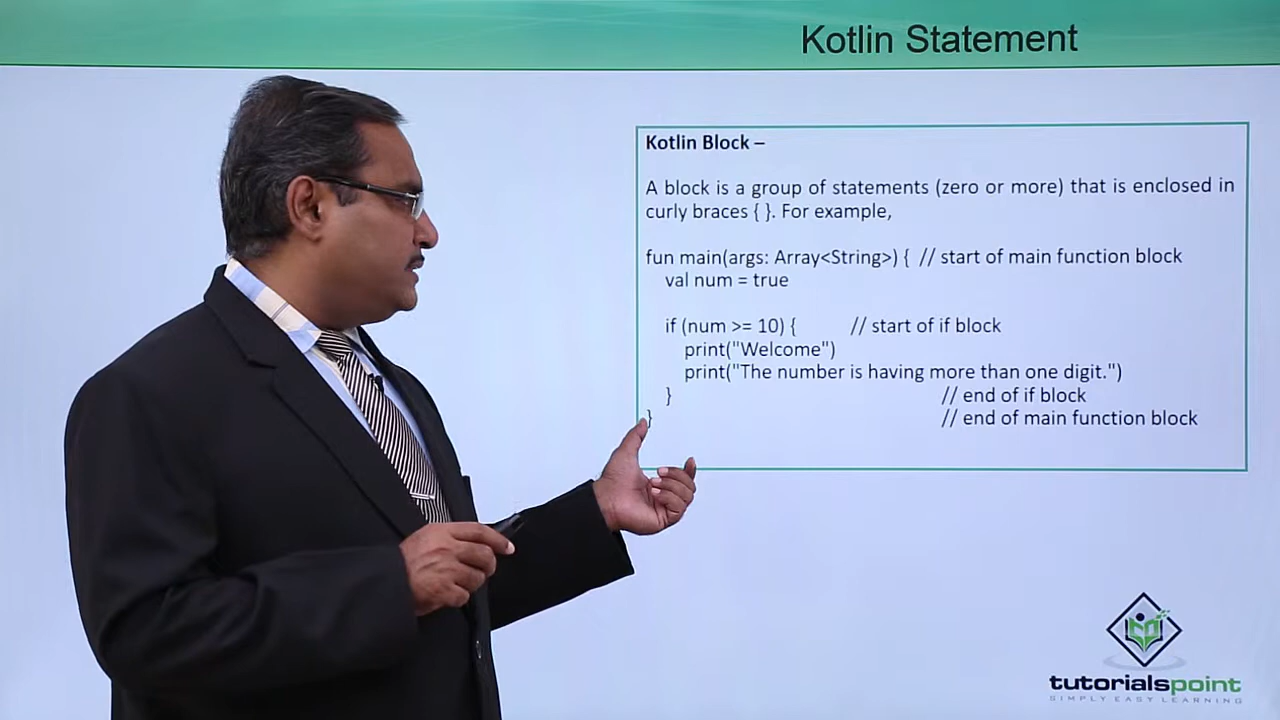 Kotlin Statement
Kotlin Block –
A block is a group of statements (zero or more) that is enclosed in
curly braces { }. For example,
fun main(args: Array<String>) { // start of main function block
val num = true
if (num >= 10) { // start of if block
print("Welcome")
print("The number is having more than one digit.")
} // end of if block
} // end of main function block
tutorialspoint
SIMPLY EASY LEARNING